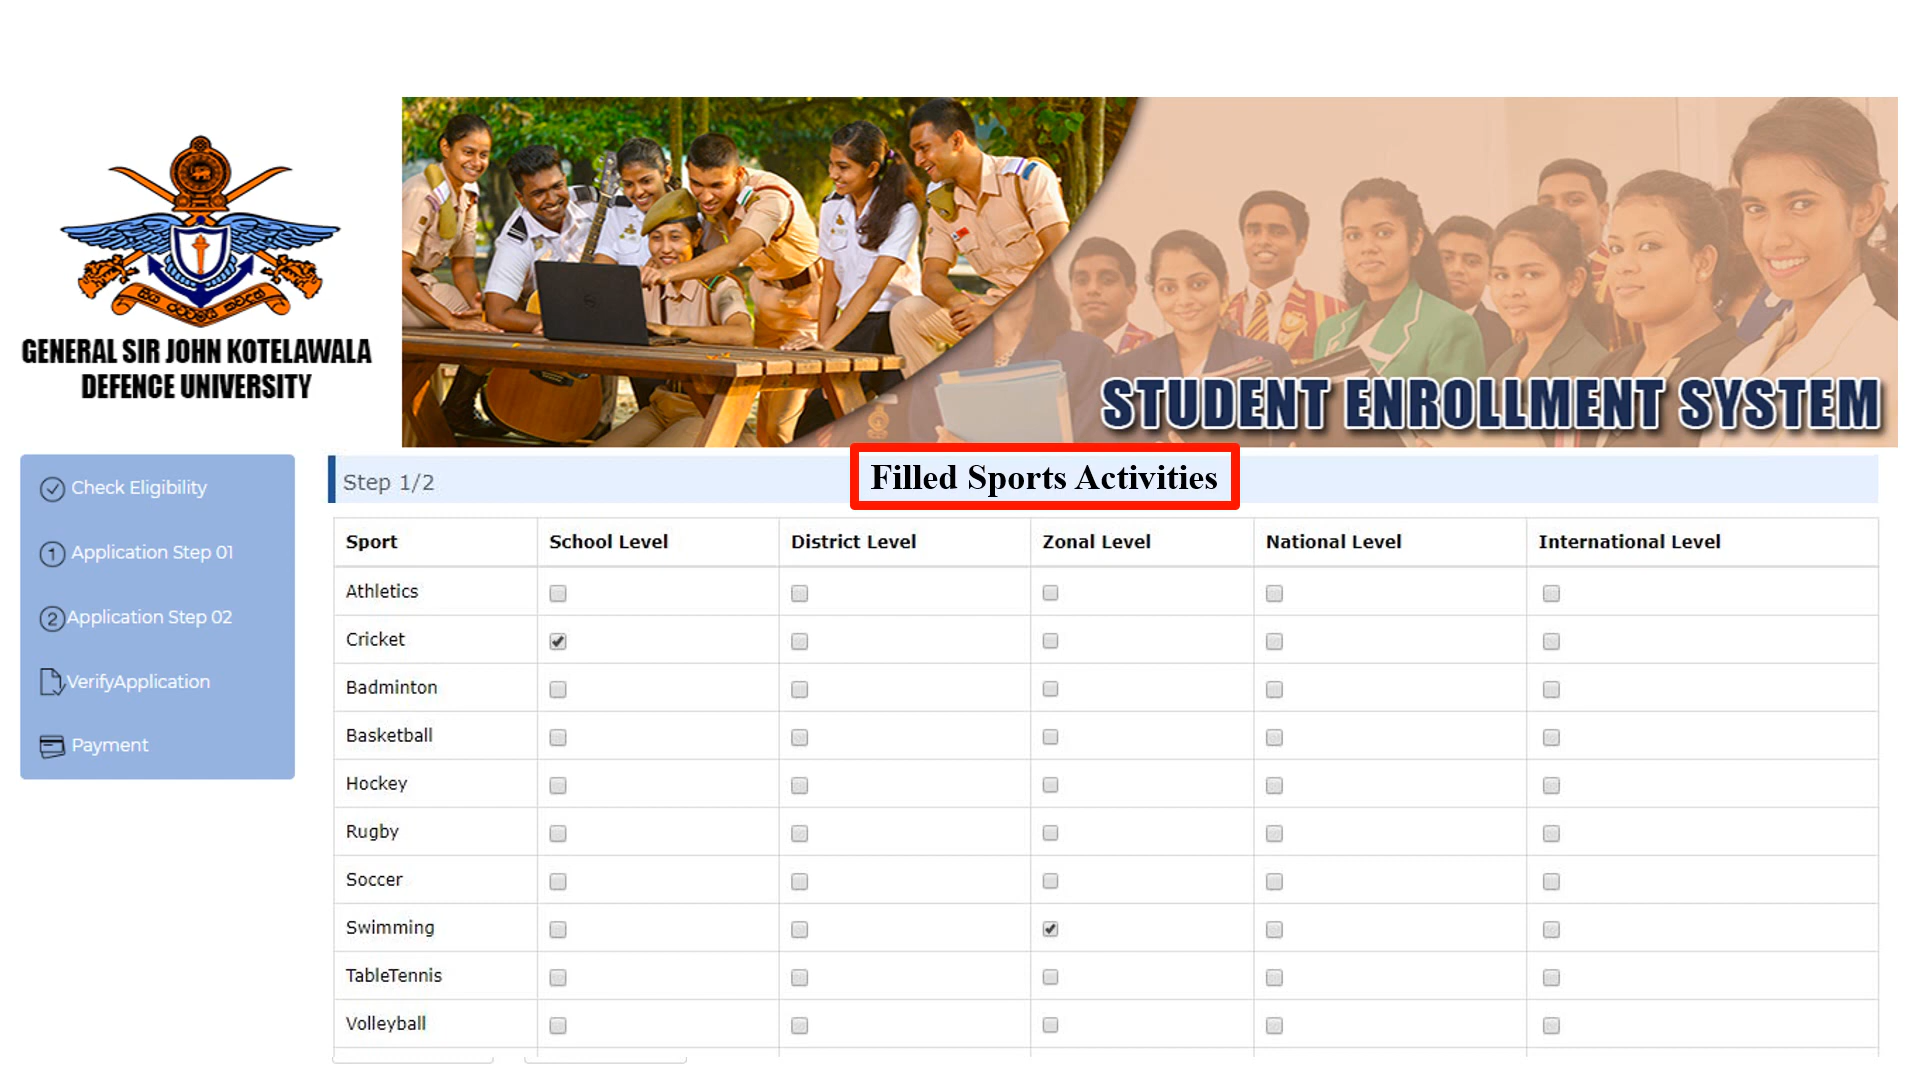 GENERAL SIR JOHN KOTELAWALA
DEFENCE UNIVERSITY
STUDENT ENROLLMENT SYSTEM
Check Eligibility
1 Application Step 01
2 Application Step 02
VerifyApplication
Payment
Step 1/2
Filled Sports Activities
Sport School Level District Level Zonal Level National Level International Level
Athletics
Cricket
Badminton
Basketball
Hockey
Rugby
Soccer
Swimming
TableTennis
Volleyball